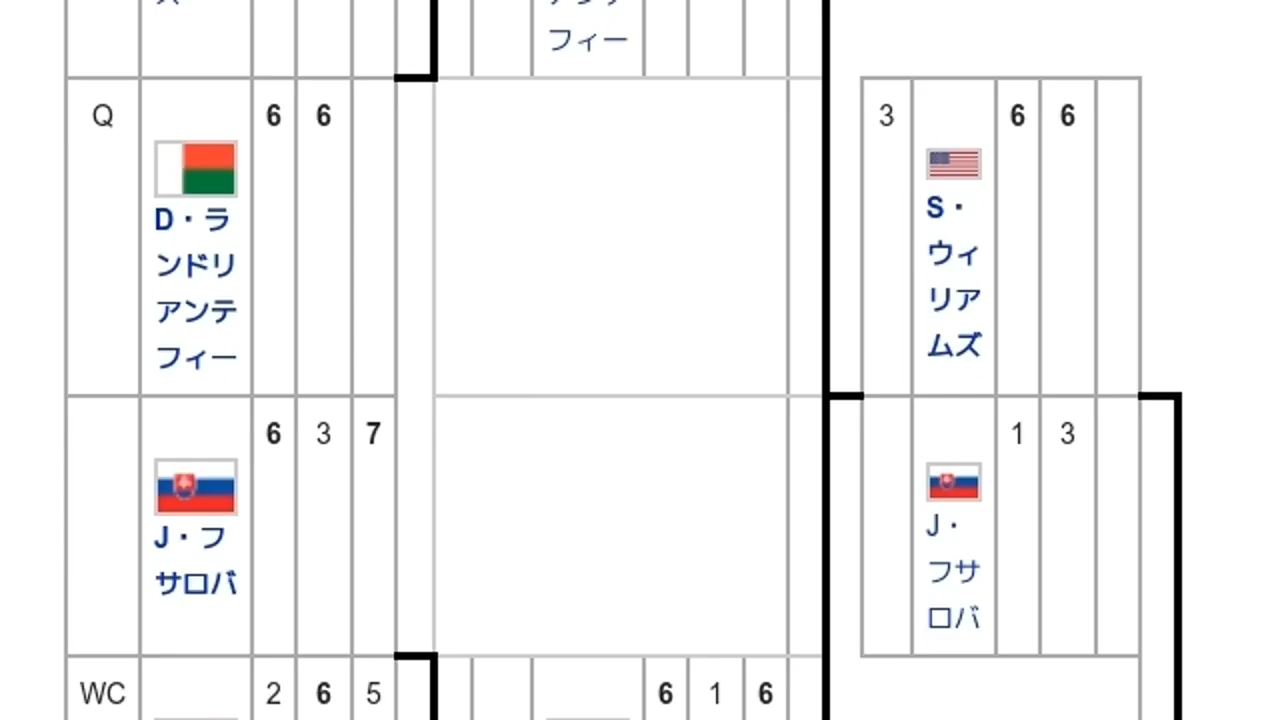 フィー
Q 6 6
D・ラ
ンドリ
アンテ
フィー
3 6 6
S・
ウィ
リア
ムズ
6 3 7
J・フ
サロバ
1 3
J・
フサ
ロバ
WC 2 6 5
6 1 6